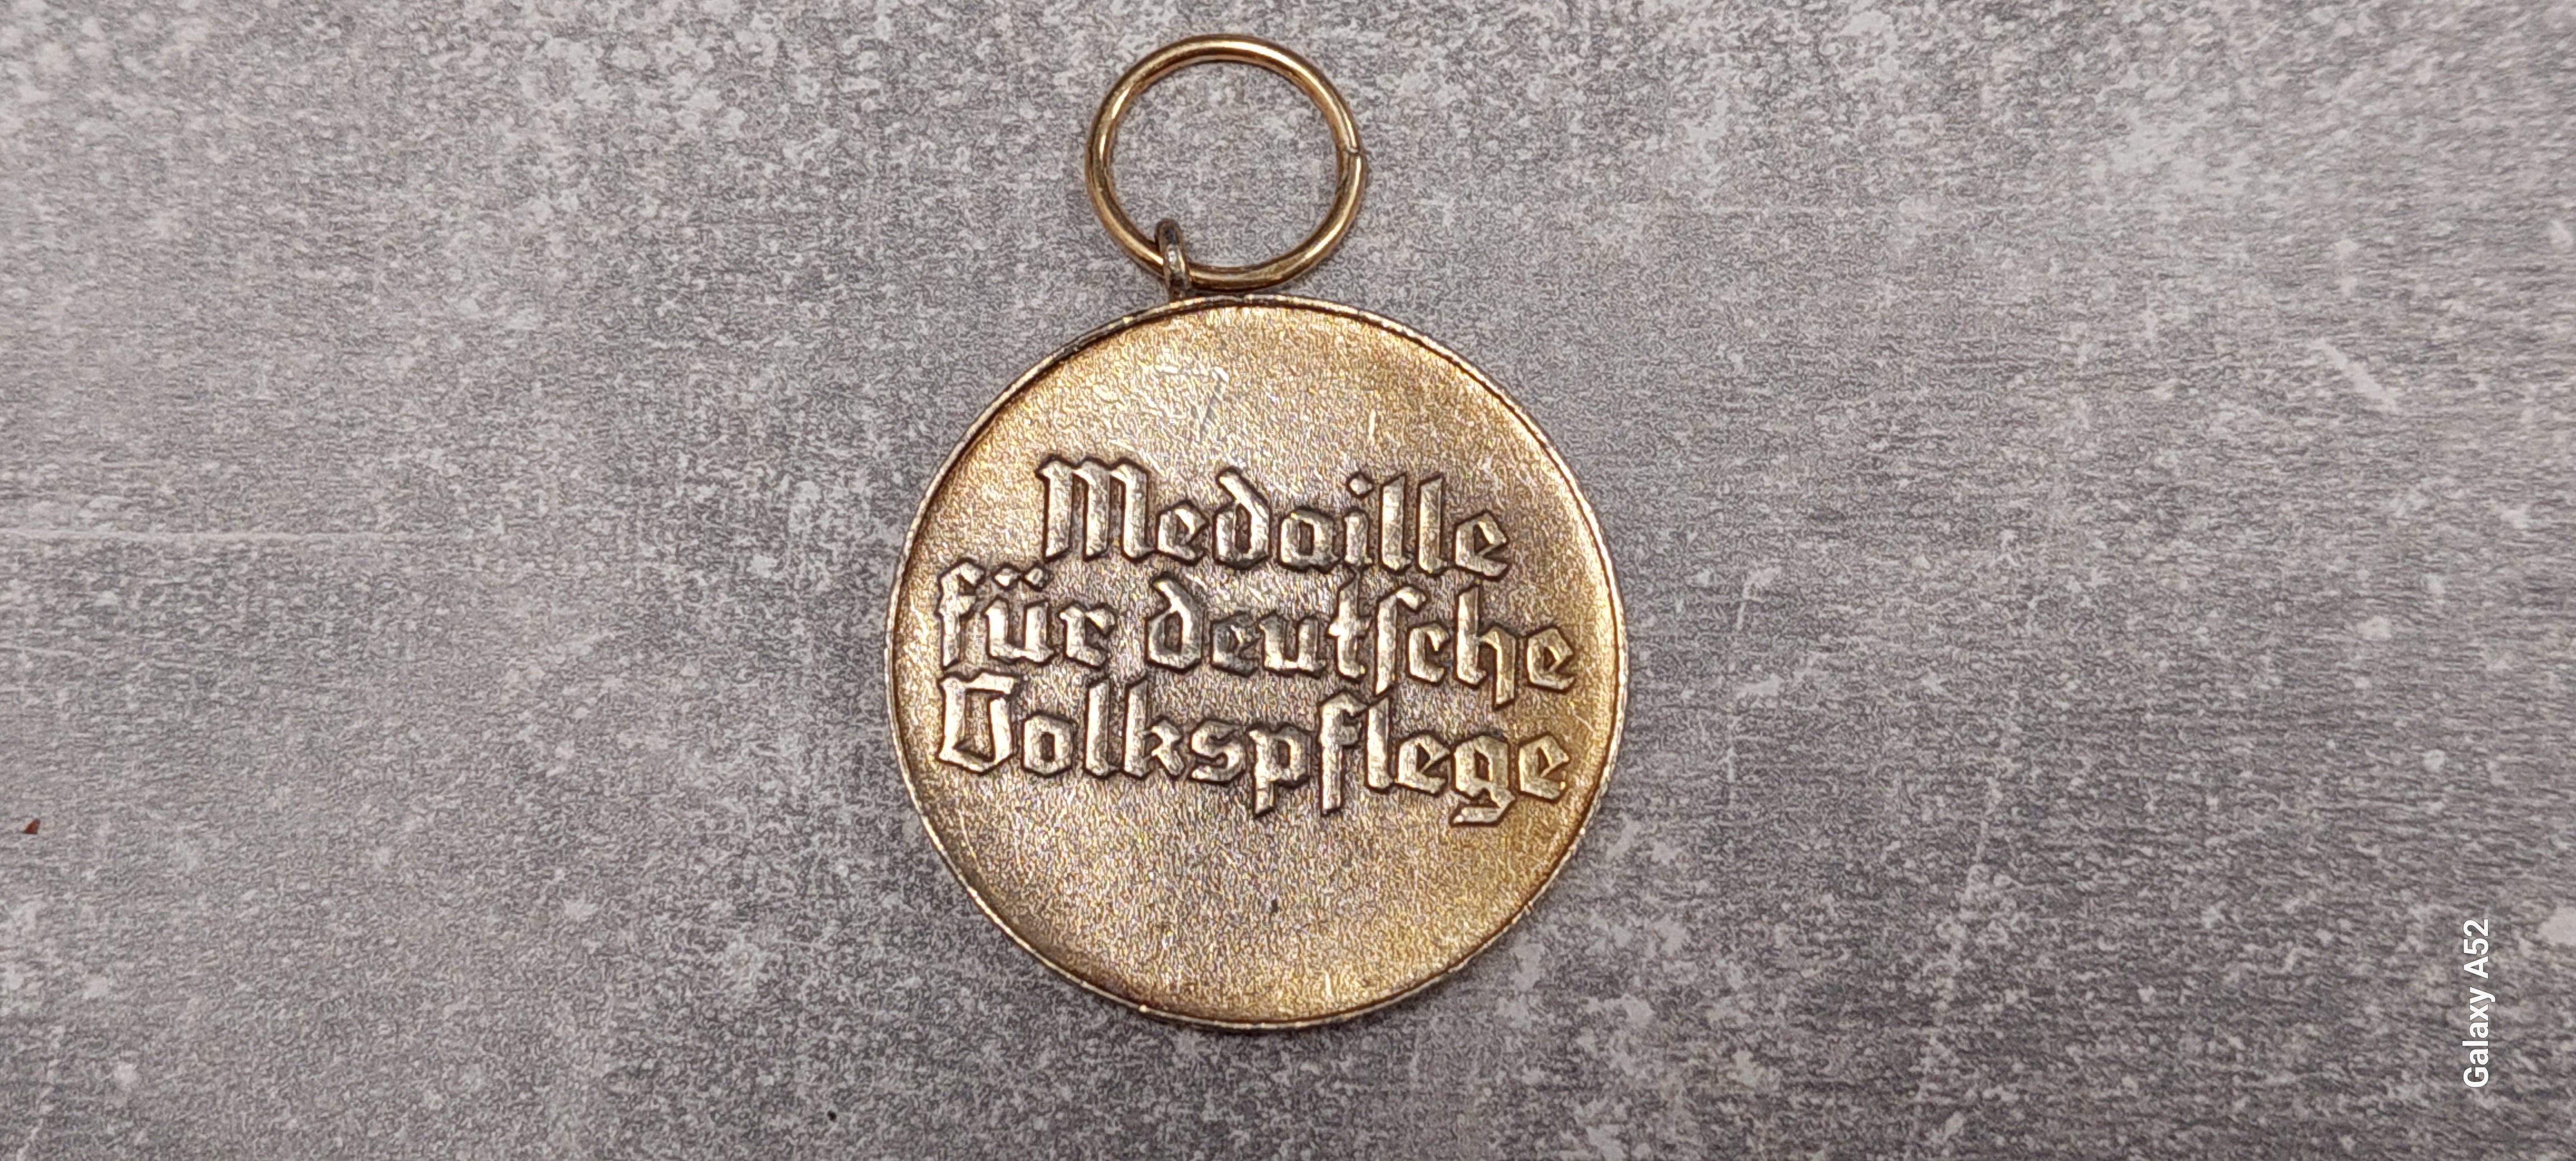 Medaille
für deutſche
Volkspflege
Galaxy A52